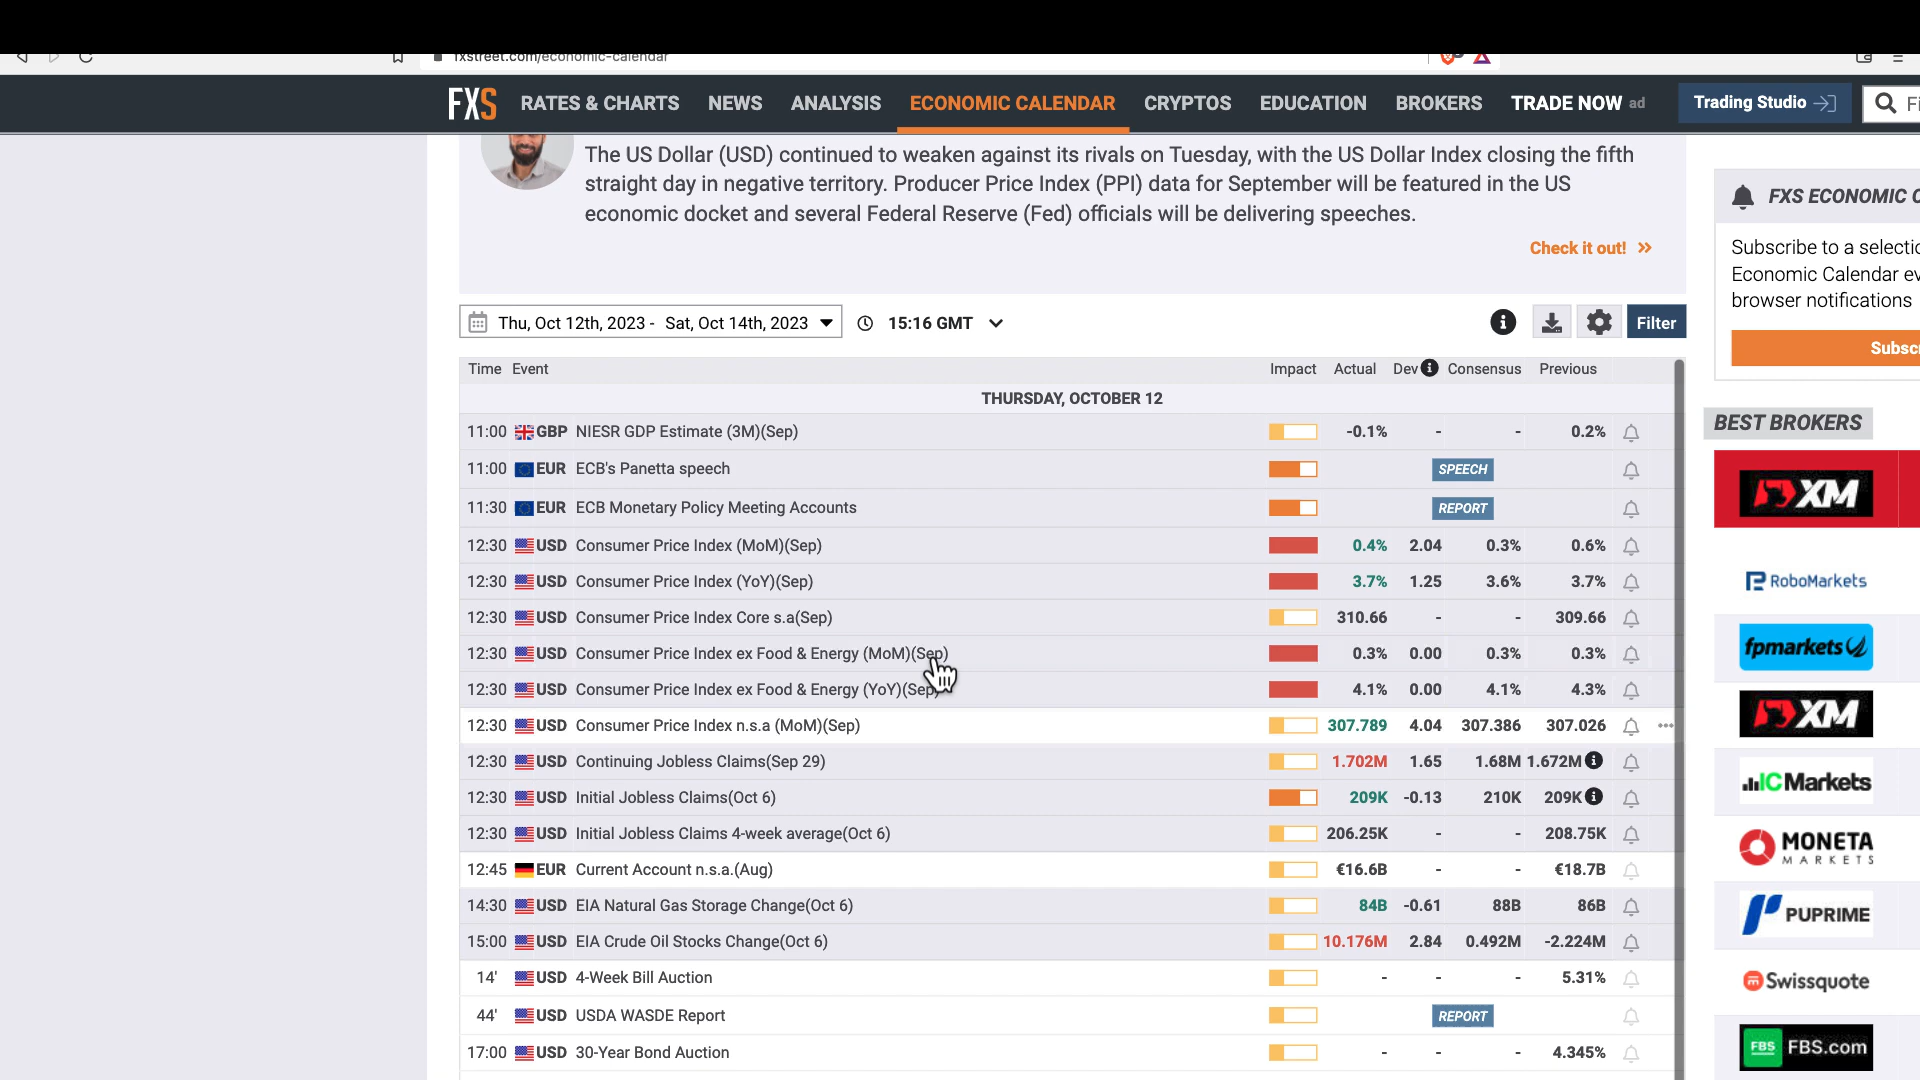 fxstreet.com/economic-calendar
FXS RATES & CHARTS NEWS ANALYSIS ECONOMIC CALENDAR CRYPTOS EDUCATION BROKERS TRADE NOW ad Trading Studio
The US Dollar (USD) continued to weaken against its rivals on Tuesday, with the US Dollar Index closing the fifth
straight day in negative territory. Producer Price Index (PPI) data for September will be featured in the US
economic docket and several Federal Reserve (Fed) officials will be delivering speeches.
Check it out! »
Thu, Oct 12th, 2023 - Sat, Oct 14th, 2023 15:16 GMT Filter
Time Event Impact Actual Dev Consensus Previous
THURSDAY, OCTOBER 12
11:00 GBP NIESR GDP Estimate (3M)(Sep) -0.1% - - 0.2%
11:00 EUR ECB's Panetta speech SPEECH
11:30 EUR ECB Monetary Policy Meeting Accounts REPORT
12:30 USD Consumer Price Index (MoM)(Sep) 0.4% 2.04 0.3% 0.6%
12:30 USD Consumer Price Index (YoY)(Sep) 3.7% 1.25 3.6% 3.7%
12:30 USD Consumer Price Index Core s.a(Sep) 310.66 - - 309.66
12:30 USD Consumer Price Index ex Food & Energy (MoM)(Sep) 0.3% 0.00 0.3% 0.3%
12:30 USD Consumer Price Index ex Food & Energy (YoY)(Sep) 4.1% 0.00 4.1% 4.3%
12:30 USD Consumer Price Index n.s.a (MoM)(Sep) 307.789 4.04 307.386 307.026
12:30 USD Continuing Jobless Claims(Sep 29) 1.702M 1.65 1.68M 1.672M
12:30 USD Initial Jobless Claims(Oct 6) 209K -0.13 210K 209K
12:30 USD Initial Jobless Claims 4-week average(Oct 6) 206.25K - - 208.75K
12:45 EUR Current Account n.s.a.(Aug) €16.6B - - €18.7B
14:30 USD EIA Natural Gas Storage Change(Oct 6) 84B -0.61 88B 86B
15:00 USD EIA Crude Oil Stocks Change(Oct 6) 10.176M 2.84 0.492M -2.224M
14' USD 4-Week Bill Auction - - - 5.31%
44' USD USDA WASDE Report REPORT
17:00 USD 30-Year Bond Auction - - - 4.345%
FXS ECONOMIC
Subscribe to a
Economic Calendar
browser notifications
BEST BROKERS
XM
RoboMarkets
fpmarkets
XM
IC Markets
MONETA
MARKETS
PUPRIME
Swissquote
FBS FBS.com